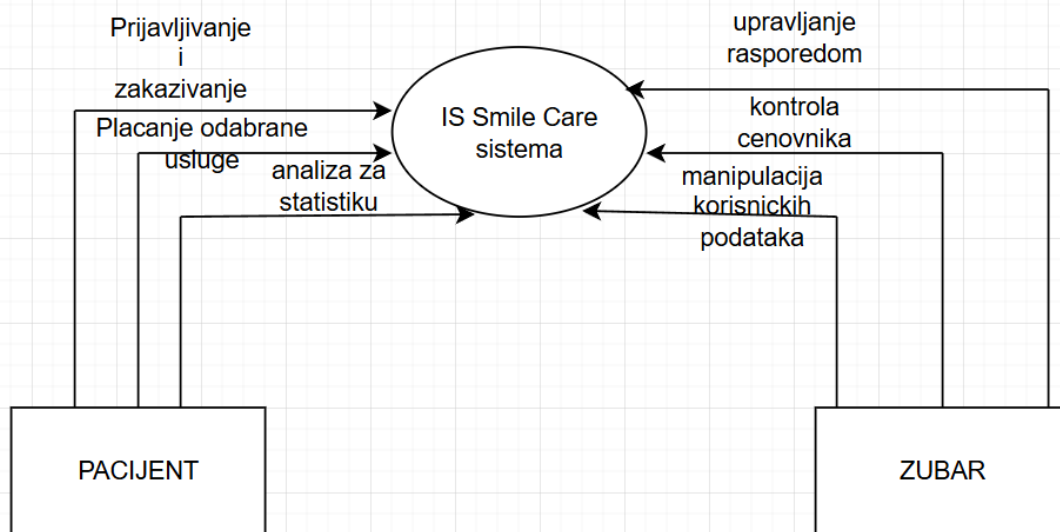 Prijavljivanje
i
zakazivanje
Placanje odabrane
usluge
analiza za
statistiku
IS Smile Care
sistema
upravljanje
rasporedom
kontrola
cenovnika
manipulacija
korisnickih
podataka
PACIJENT
ZUBAR